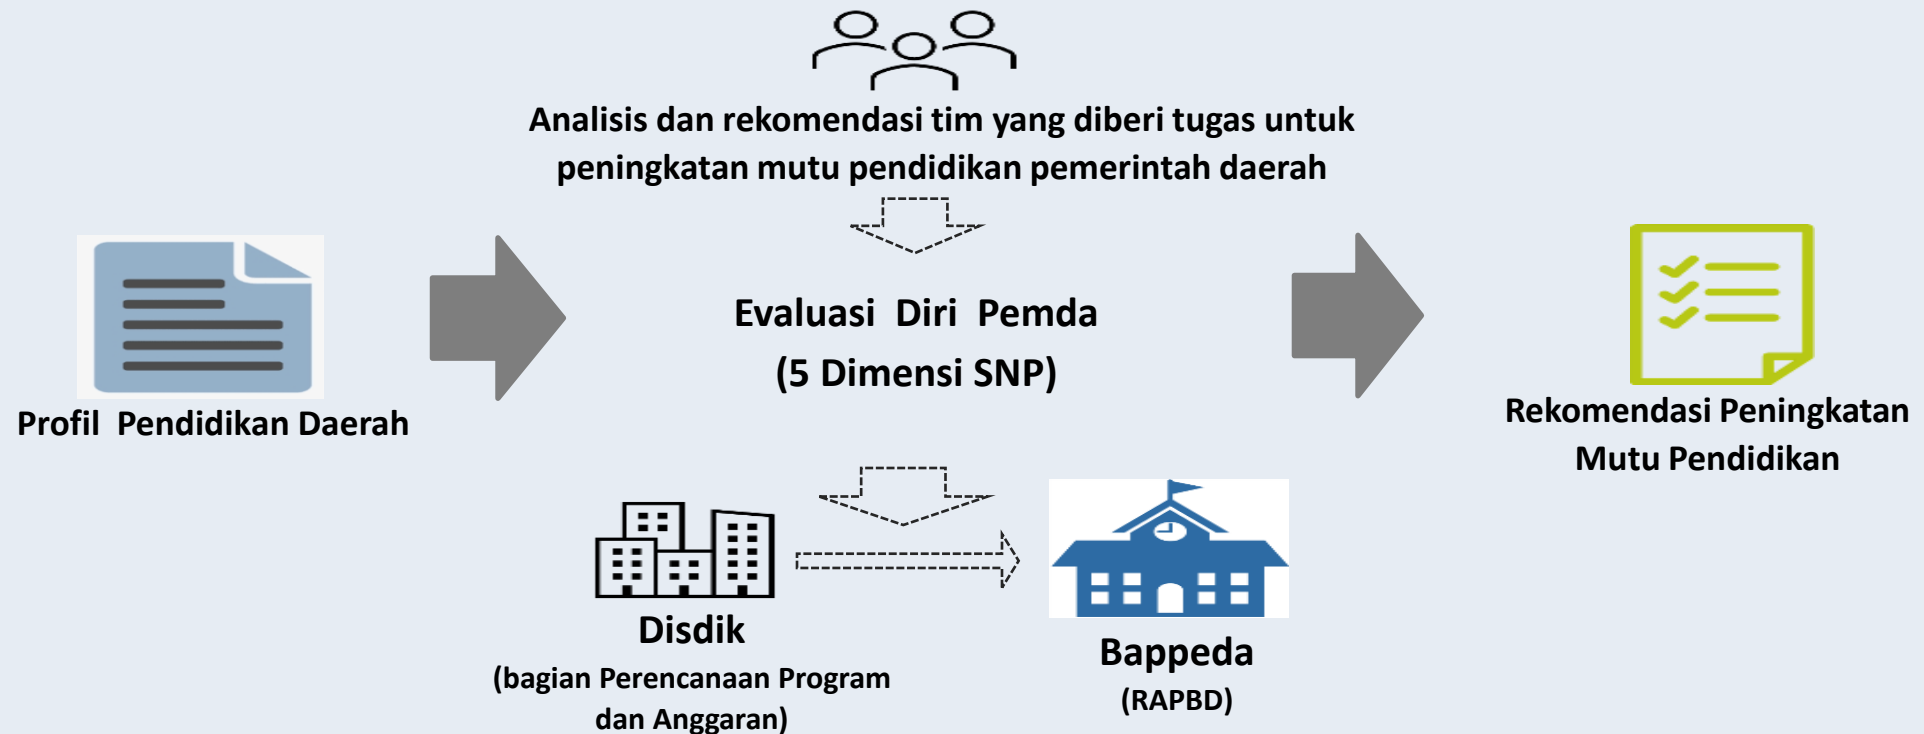 Analisis dan rekomendasi tim yang diberi tugas untuk
peningkatan mutu pendidikan pemerintah daerah
Profil Pendidikan Daerah
Evaluasi Diri Pemda
(5 Dimensi SNP)
Rekomendasi Peningkatan
Mutu Pendidikan
Disdik
(bagian Perencanaan Program
dan Anggaran)
Bappeda
(RAPBD)